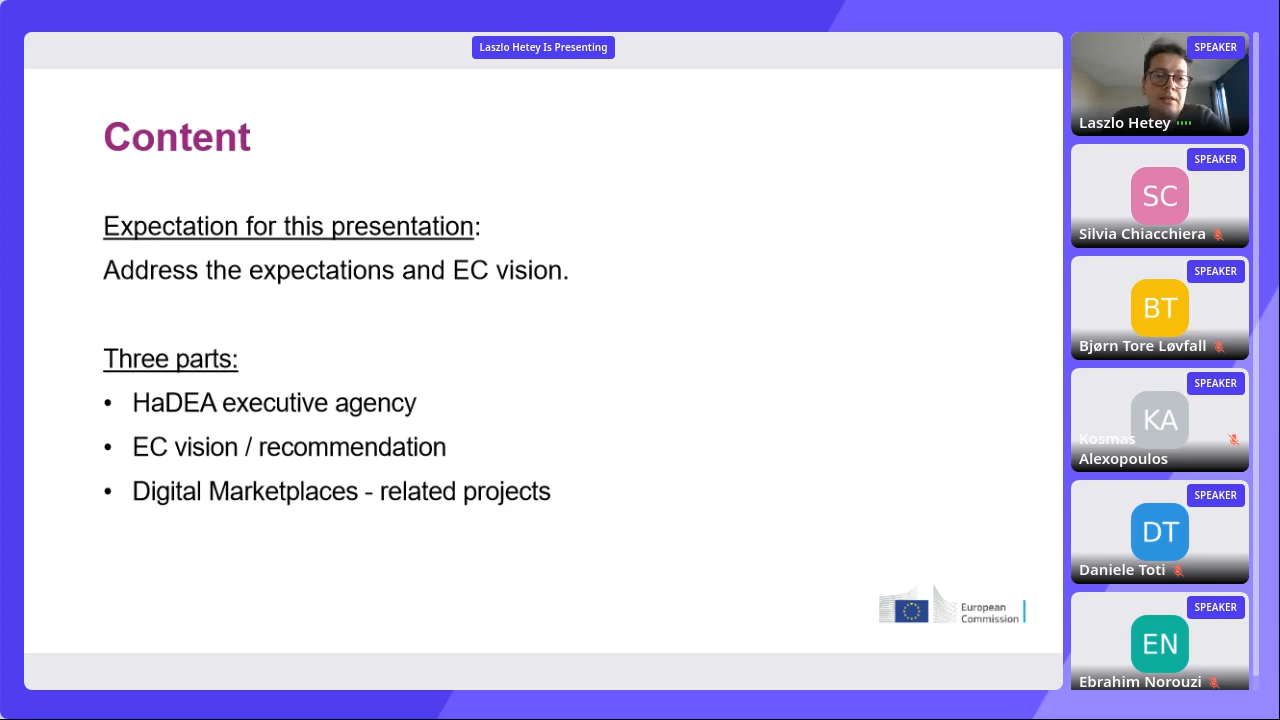 Laszlo Hetey Is Presenting
Content
Expectation for this presentation:
Address the expectations and EC vision.
Three parts:
• HaDEA executive agency
• EC vision / recommendation
• Digital Marketplaces - related projects
European
Commission
SPEAKER
Laszlo Hetey
SPEAKER
SC
Silvia Chiacchiera
SPEAKER
BT
Bjørn Tore Løvfall
SPEAKER
KA
Kosmas
Alexopoulos
SPEAKER
DT
Daniele Toti
SPEAKER
EN
Ebrahim Norouzi